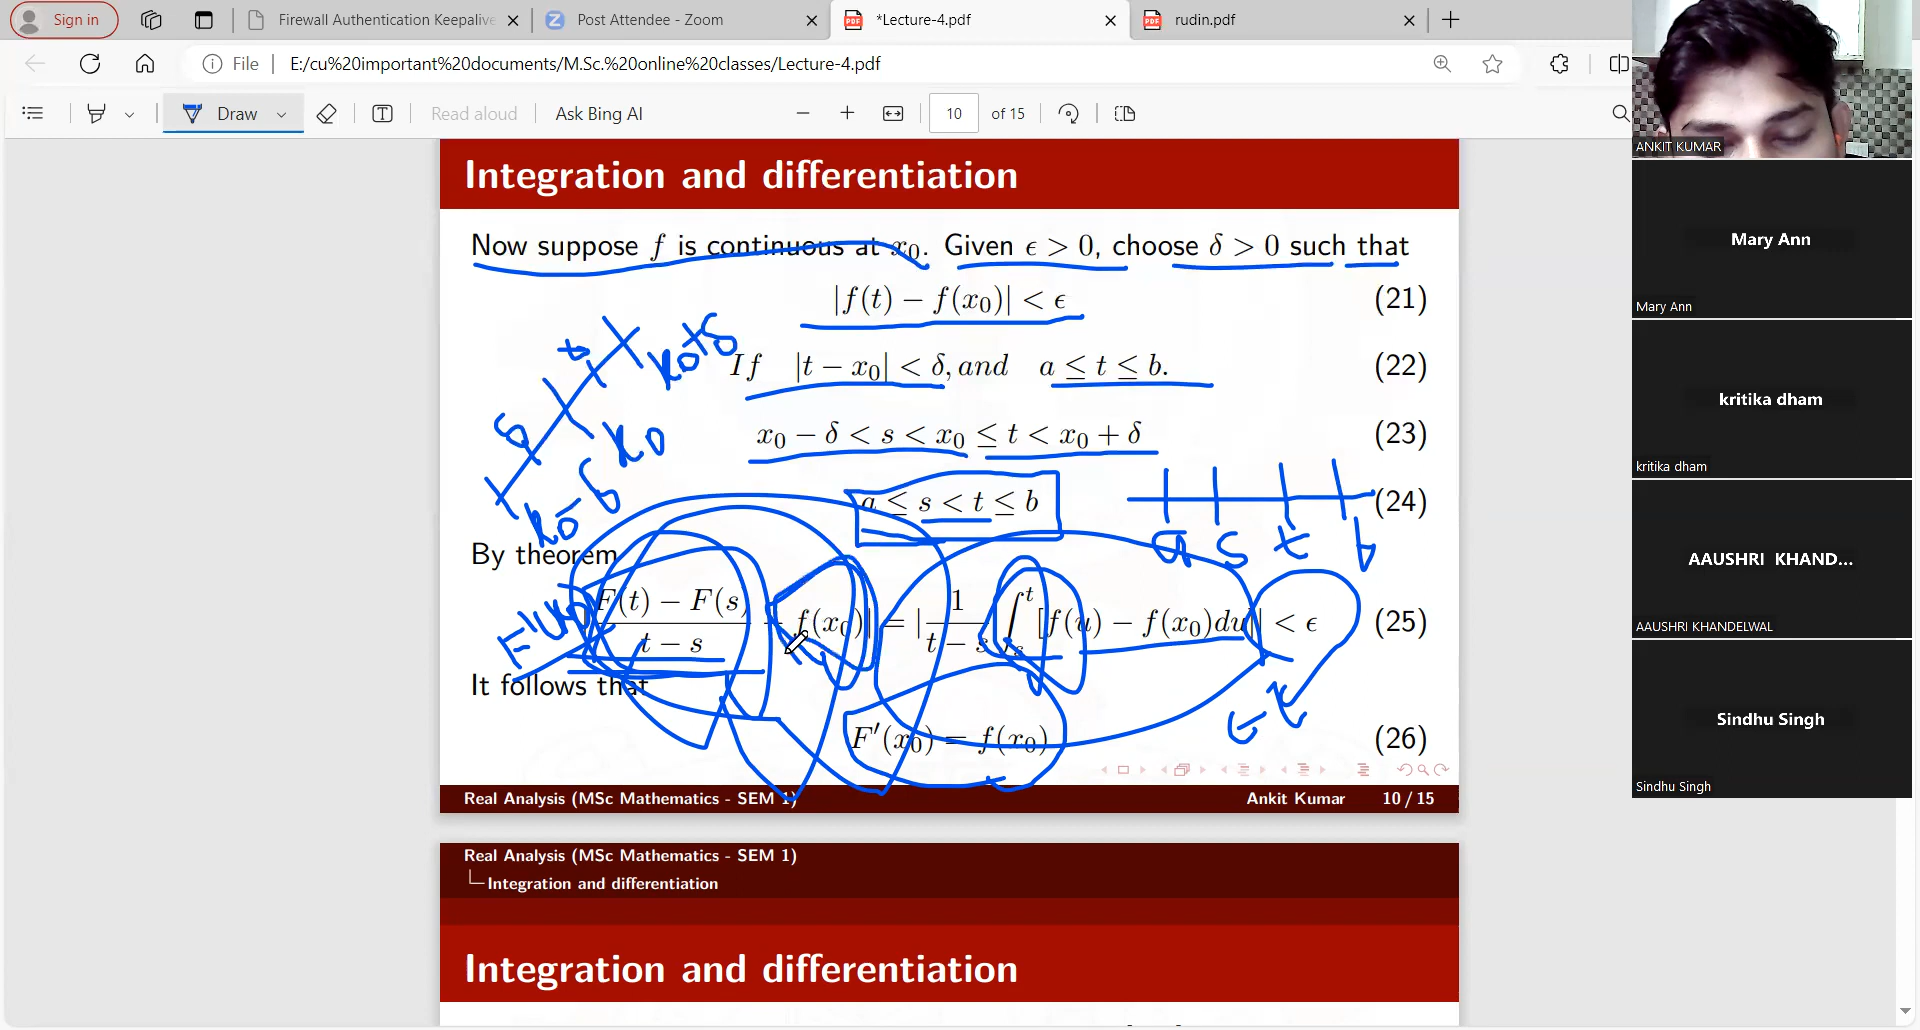 Sign in
Firewall Authentication Keepalive
Post Attendee - Zoom
*Lecture-4.pdf
rudin.pdf
File
E:/cu%20important%20documents/M.Sc.%20online%20classes/Lecture-4.pdf
Draw
Read aloud
Ask Bing AI
10 of 15
Integration and differentiation
Now suppose f is continuous at x₀. Given ϵ > 0, choose δ > 0 such that
|f(t) − f(x₀)| < ϵ (21)
If |t − x₀| < δ, and a ≤ t ≤ b. (22)
x₀ − δ < s < x₀ ≤ t < x₀ + δ (23)
a ≤ s < t ≤ b (24)
x₀+δ
t
x₀
s
x₀-δ
a s t b
By theorem
|F(t) − F(s) / t − s − f(x₀)| = |1 / t − s ∫ₛᵗ [f(u) − f(x₀)du]| < ϵ (25)
It follows that
F′(x₀) = f(x₀) (26)
Real Analysis (MSc Mathematics - SEM 1)
Ankit Kumar
10 / 15
Real Analysis (MSc Mathematics - SEM 1)
Integration and differentiation
Integration and differentiation
ANKIT KUMAR
Mary Ann
Mary Ann
kritika dham
kritika dham
AAUSHRI KHAND...
AAUSHRI KHANDELWAL
Sindhu Singh
Sindhu Singh